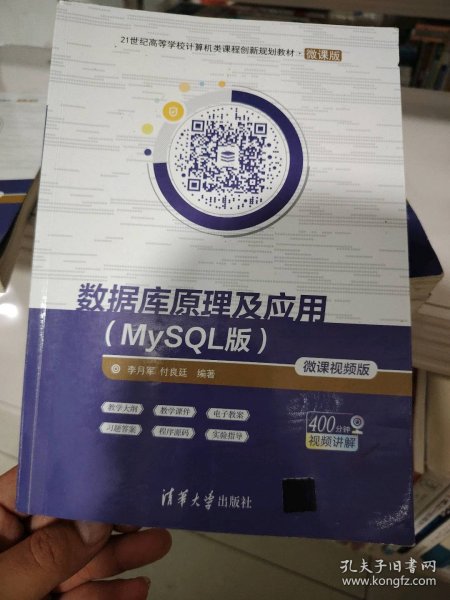 21世纪高等学校计算机类课程创新规划教材·微课版
数据库原理及应用
（MySQL版）
微课视频版
李月军 付良廷 编著
教学大纲 教学课件 电子教案
习题答案 程序源码 实验指导
400分钟
视频讲解
清华大学出版社
孔夫子旧书网
www.kongfz.com